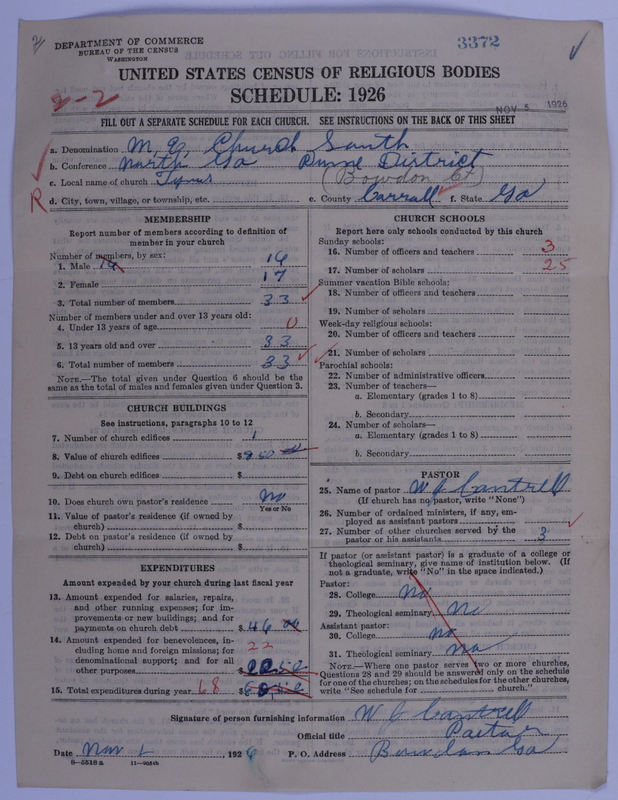 2/
DEPARTMENT OF COMMERCE
BUREAU OF THE CENSUS
WASHINGTON
3372
UNITED STATES CENSUS OF RELIGIOUS BODIES
SCHEDULE: 1926
2-2
NOV 5 1926
FILL OUT A SEPARATE SCHEDULE FOR EACH CHURCH. SEE INSTRUCTIONS ON THE BACK OF THIS SHEET
a. Denomination M. E. Church South
b. Conference North Ga District
c. Local name of church Tyrus (Bowdon Ct)
R d. City, town, village, or township, etc. e. County Carroll f. State Ga
MEMBERSHIP
Report number of members according to definition of
member in your church
Number of members, by sex:
1. Male 16 16
2. Female 17
3. Total number of members 33
Number of members under and over 13 years old:
4. Under 13 years of age 0
5. 13 years old and over 33
6. Total number of members 33
NOTE.—The total given under Question 6 should be the
same as the total of males and females given under Question 3.
CHURCH BUILDINGS
See instructions, paragraphs 10 to 12
7. Number of church edifices 1
8. Value of church edifices $
9. Debt on church edifices $
10. Does church own pastor's residence No
Yes or No
11. Value of pastor's residence (if owned by
church) $
12. Debt on pastor's residence (if owned by
church) $
EXPENDITURES
Amount expended by your church during last fiscal year
13. Amount expended for salaries, repairs,
and other running expenses; for im-
provements or new buildings; and for
payments on church debt $ 46
14. Amount expended for benevolences, in- 22
cluding home and foreign missions; for
denominational support; and for all
other purposes $
15. Total expenditures during year 68 $
CHURCH SCHOOLS
Report here only schools conducted by this church
Sunday schools:
16. Number of officers and teachers 3
17. Number of scholars 25
Summer vacation Bible schools:
18. Number of officers and teachers
19. Number of scholars
Week-day religious schools:
20. Number of officers and teachers
21. Number of scholars
Parochial schools:
22. Number of administrative officers
23. Number of teachers—
a. Elementary (grades 1 to 8)
b. Secondary
24. Number of scholars—
a. Elementary (grades 1 to 8)
b. Secondary
PASTOR
25. Name of pastor W J Cantrell
(If church has no pastor, write "None")
26. Number of ordained ministers, if any, em-
ployed as assistant pastors
27. Number of other churches served by the
pastor or his assistants 3
If pastor (or assistant pastor) is a graduate of a college or
theological seminary, give name of institution below. (If
not a graduate, write "No" in the space indicated.)
Pastor:
28. College No
29. Theological seminary No
Assistant pastor:
30. College No
31. Theological seminary No
NOTE.—Where one pastor serves two or more churches,
Questions 28 and 29 should be answered only on the schedule
for one of the churches; on the schedules for the other churches,
write "See schedule for church."
Signature of person furnishing information W J Cantrell
Official title Pastor
Date Nov 1, 1926 P. O. Address Bowdon Ga
8-5518a 11-9034b